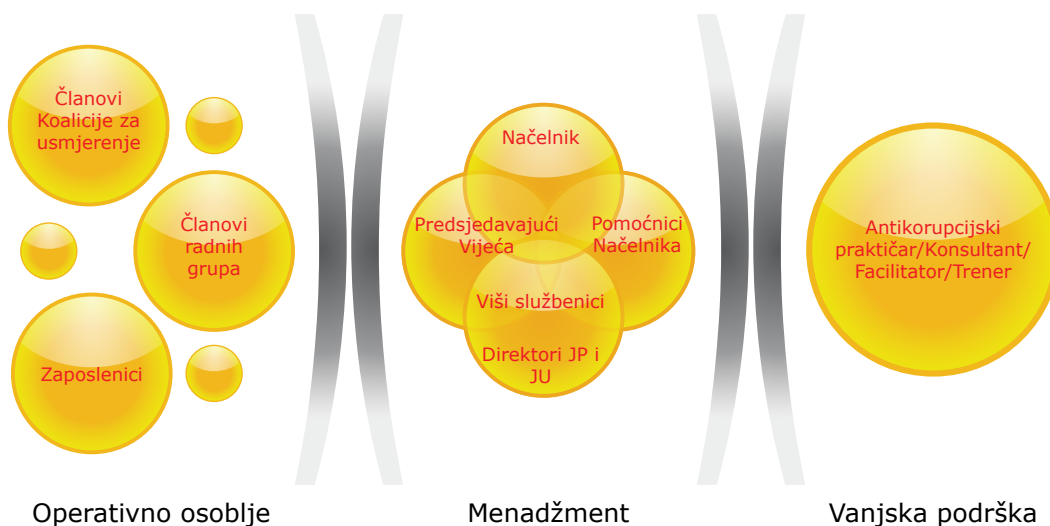 Članovi
Koalicije za
usmjerenje
Članovi
radnih
grupa
Zaposlenici
Načelnik
Predsjedavajući
Vijeća
Pomoćnici
Načelnika
Viši službenici
Direktori JP i
JU
Antikorupcijski
praktičar/Konsultant/
Facilitator/Trener
Operativno osoblje
Menadžment
Vanjska podrška